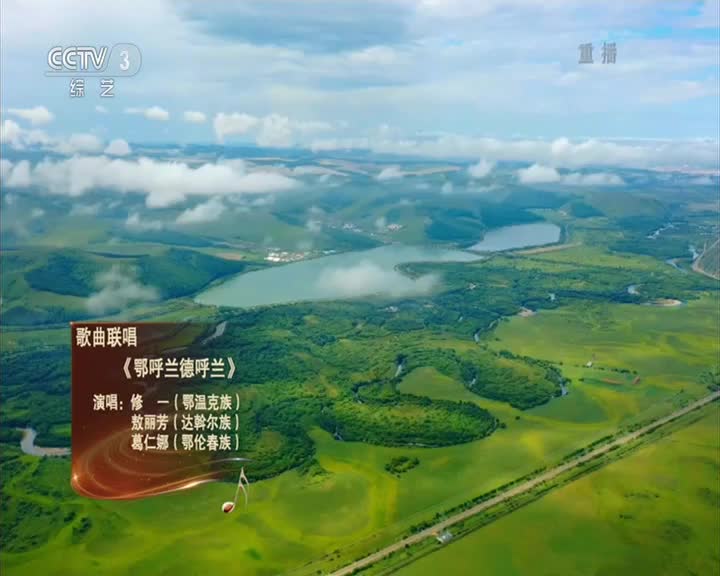 CCTV 3
综艺
重播
歌曲联唱
《鄂呼兰德呼兰》
演唱：修　一（鄂温克族）
敖丽芳（达斡尔族）
葛仁娜（鄂伦春族）